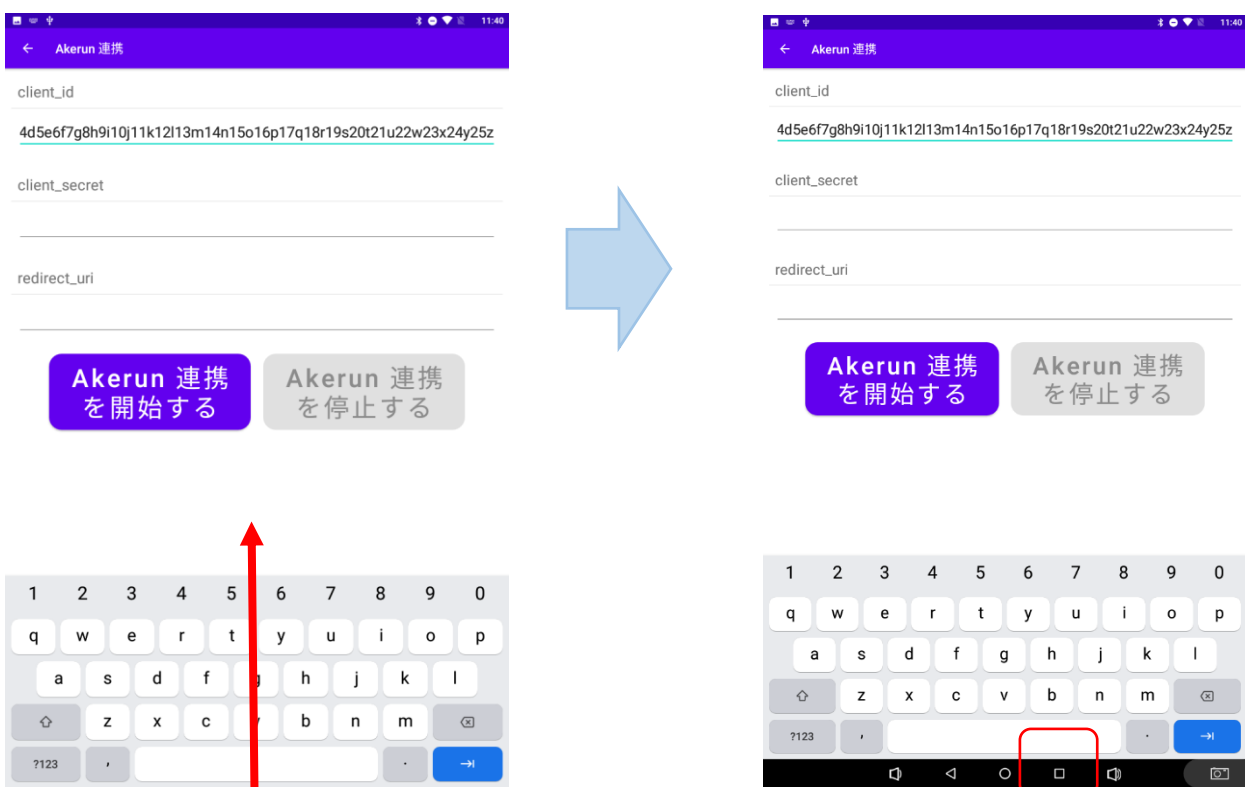 11:40
Akerun 連携
client_id
4d5e6f7g8h9i10j11k12l13m14n15o16p17q18r19s20t21u22w23x24y25z
client_secret
redirect_uri
Akerun 連携
を開始する
Akerun 連携
を停止する
1 2 3 4 5 6 7 8 9 0
q w e r t y u i o p
a s d f g h j k l
z x c v b n m
?123 , .
11:40
Akerun 連携
client_id
4d5e6f7g8h9i10j11k12l13m14n15o16p17q18r19s20t21u22w23x24y25z
client_secret
redirect_uri
Akerun 連携
を開始する
Akerun 連携
を停止する
1 2 3 4 5 6 7 8 9 0
q w e r t y u i o p
a s d f g h j k l
z x c v b n m
?123 , .